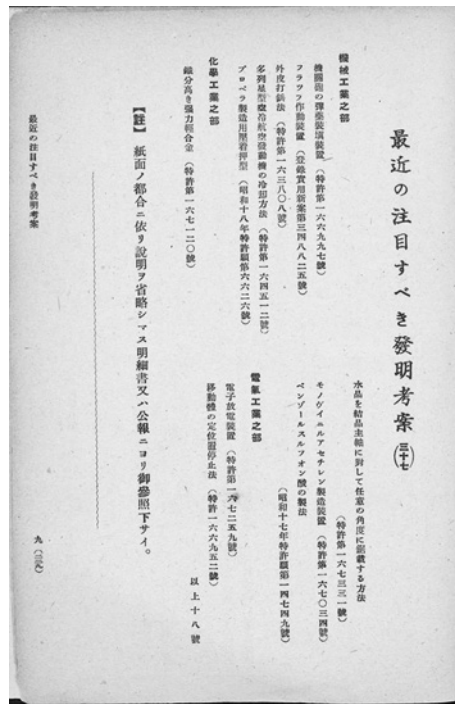 最近の注目すべき發明考案(三十七)
機械工業之部
機關砲の彈藥裝填裝置（特許第一六六九九七號）
フラツプ作動裝置（登錄實用新案第三四八八二五號）
外皮打鋲法（特許第一六三八〇八號）
多列星型空冷航空發動機の冷却方法（特許第一六四五一二號）
プロペラ製造用壓着押型（昭和十八年特許願第六六二六號）
化學工業之部
鐵分高き强力輕合金（特許第一六七一二〇號）
水晶を結晶主軸に對して任意の角度に截する方法
（特許第一六七三三一號）
モノヴイニルアセチレン製造裝置（特許第一六七〇三四號）
ベンゾールスルフオン酸の製法
（昭和十七年特許願第一四七四九號）
電氣工業之部
電子放電裝置（特許第一六七二五九號）
移動機の定位置停止法（特許第一六六九五二號）
以上十八號
【註】紙面ノ都合ニ依リ說明ヲ省略シマス明細書又ハ公報ニヨリ御參照下サイ。
最近の注目すべき發明考案
九